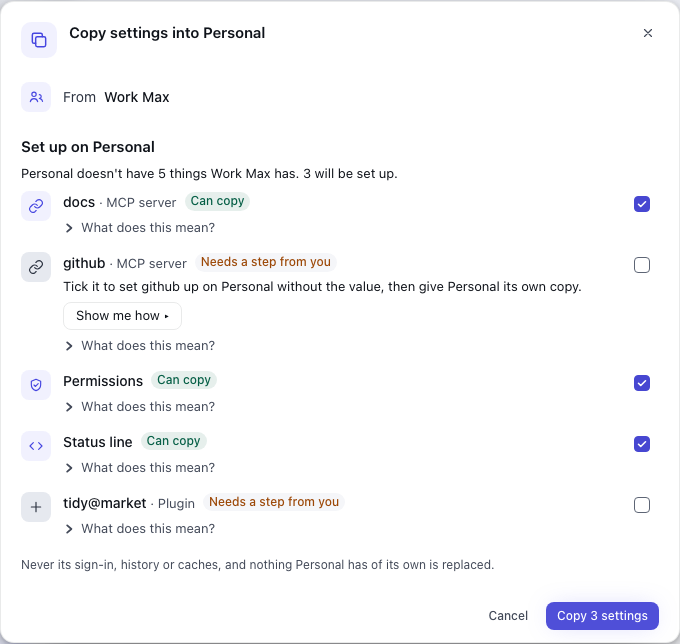 Copy settings into Personal
From Work Max
Set up on Personal
Personal doesn't have 5 things Work Max has. 3 will be set up.
docs · MCP server Can copy
What does this mean?
github · MCP server Needs a step from you
Tick it to set github up on Personal without the value, then give Personal its own copy.
Show me how ▸
What does this mean?
Permissions Can copy
What does this mean?
Status line Can copy
What does this mean?
tidy@market · Plugin Needs a step from you
What does this mean?
Never its sign-in, history or caches, and nothing Personal has of its own is replaced.
Cancel Copy 3 settings